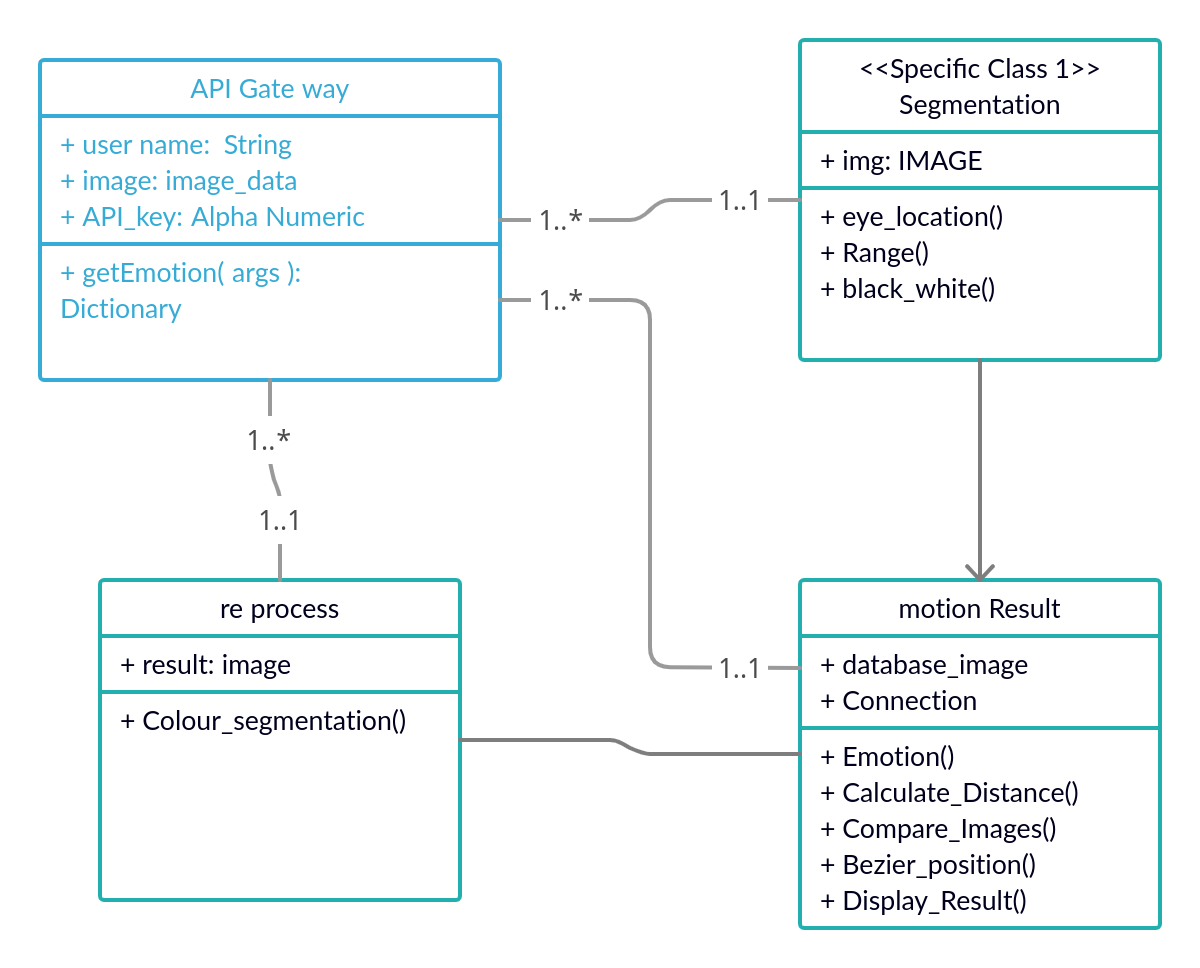 API Gate way
+ user name:  String
+ image: image_data
+ API_key: Alpha Numeric
+ getEmotion( args ):
Dictionary
<<Specific Class 1>>
Segmentation
+ img: IMAGE
+ eye_location()
+ Range()
+ black_white()
1..*
1..1
1..*
1..1
1..*
1..1
re process
+ result: image
+ Colour_segmentation()
motion Result
+ database_image
+ Connection
+ Emotion()
+ Calculate_Distance()
+ Compare_Images()
+ Bezier_position()
+ Display_Result()